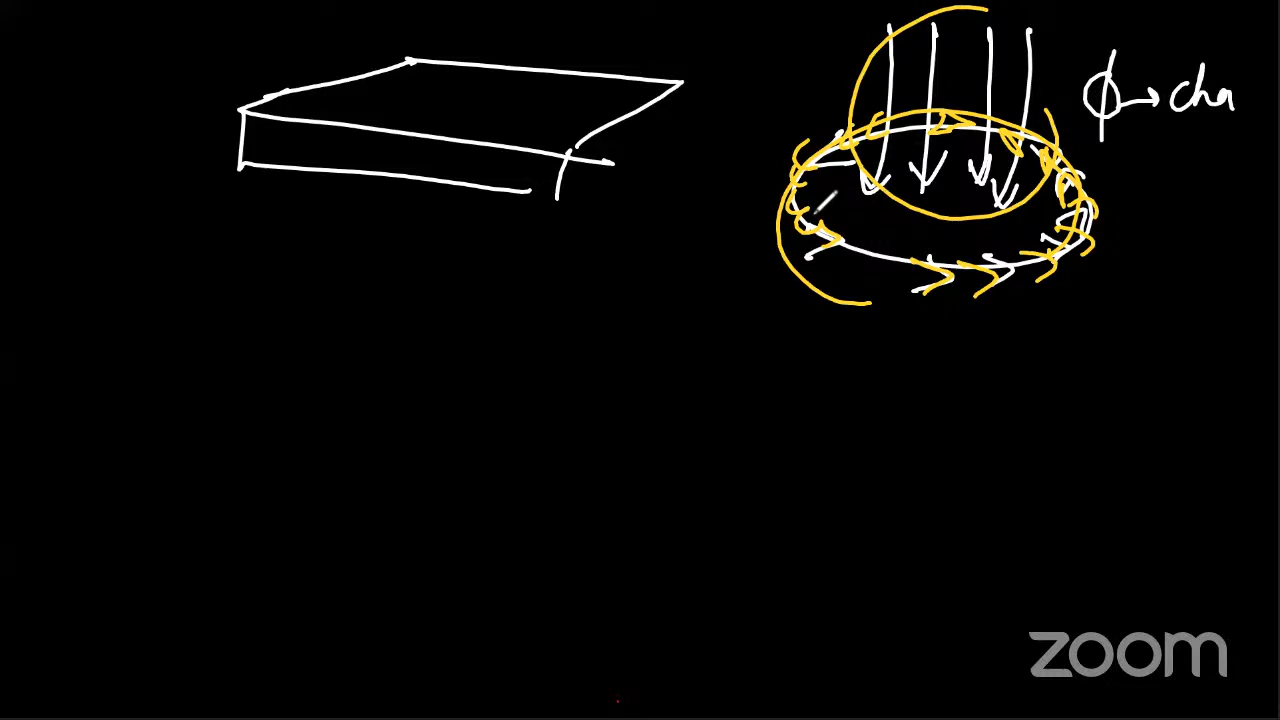 ϕ → cha
zoom